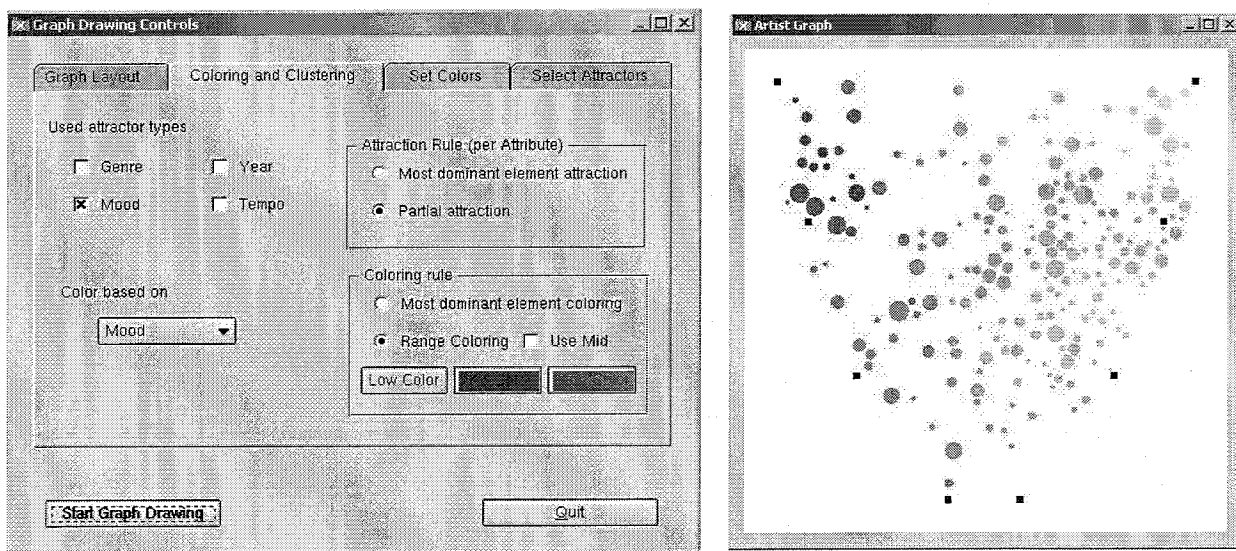 Graph Drawing Controls
Graph Layout
Coloring and Clustering
Set Colors
Select Attractors
Used attractor types
Genre
Year
Mood
Tempo
Color based on
Mood
Attraction Rule (per Attribute)
Most dominant element attraction
Partial attraction
Coloring rule
Most dominant element coloring
Range Coloring
Use Mid
Low Color
Start Graph Drawing
Quit
Artist Graph